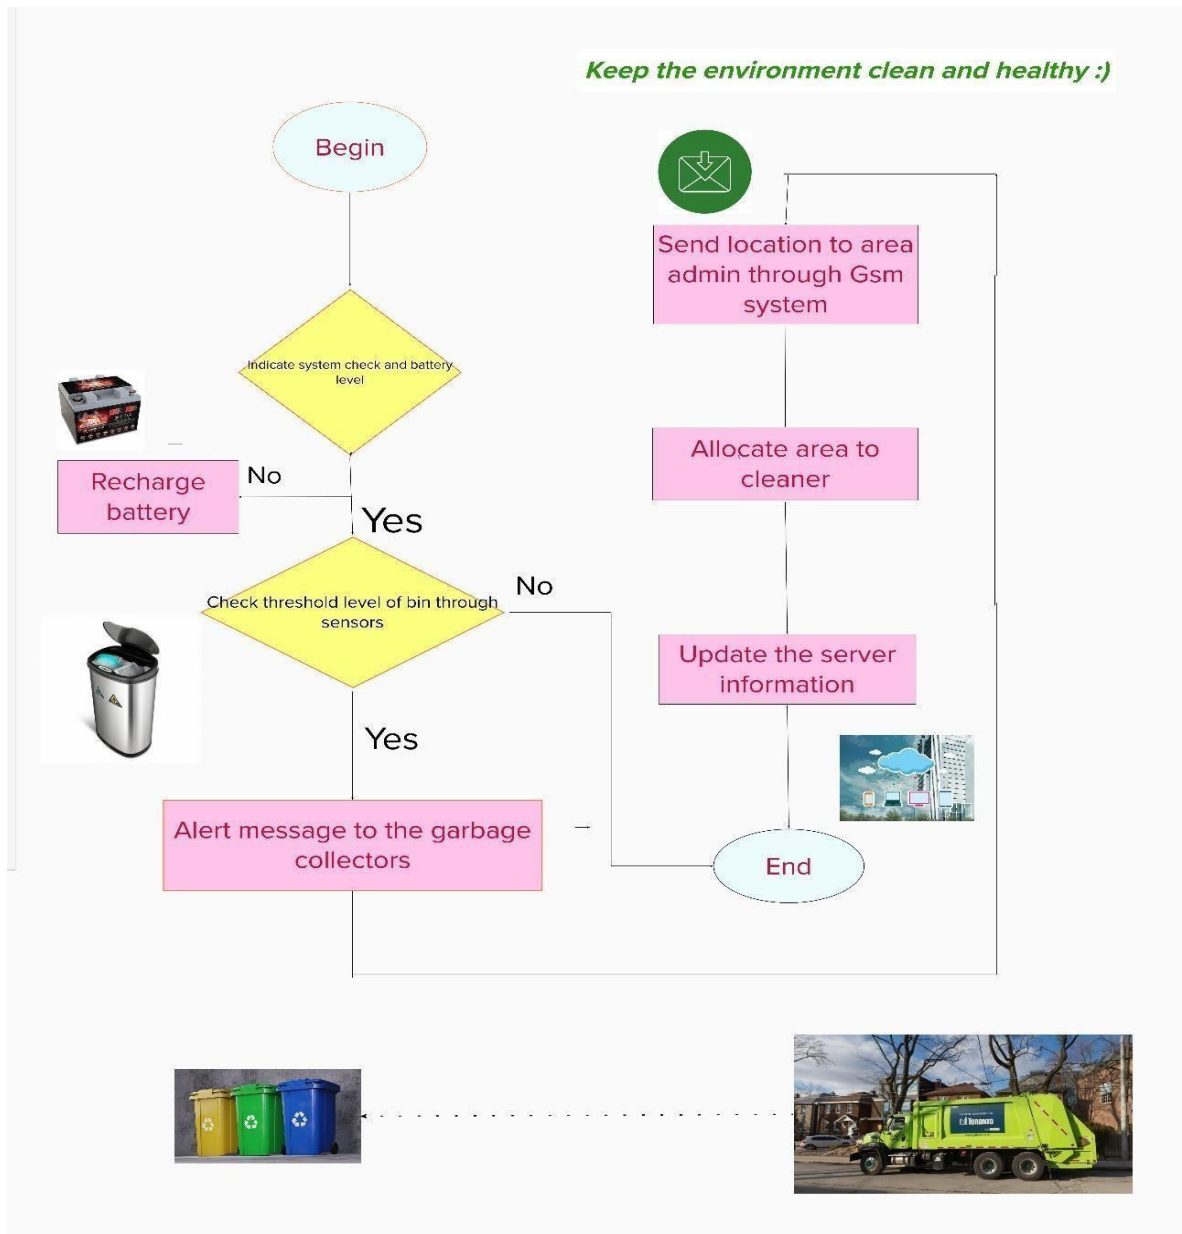 Keep the environment clean and healthy :)
Begin
Indicate system check and battery
level
No
Recharge
battery
Yes
Check threshold level of bin through
sensors
No
Yes
Alert message to the garbage
collectors
Send location to area
admin through Gsm
system
Allocate area to
cleaner
Update the server
information
End
TORONTO